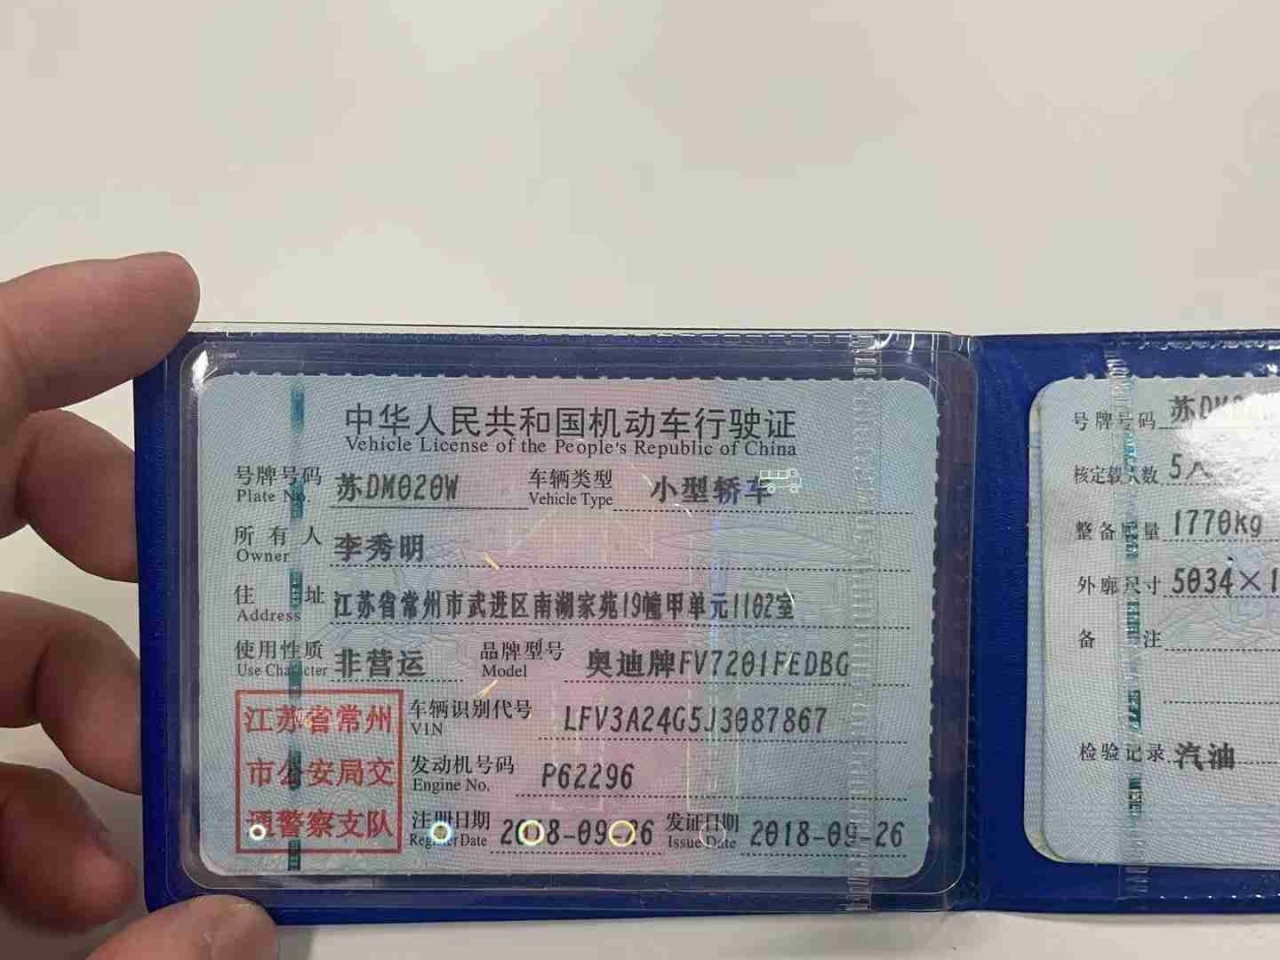 中华人民共和国机动车行驶证
Vehicle License of the People's Republic of China
号牌号码 苏DM020W 车辆类型 小型轿车
Plate No. Vehicle Type
所有人 李秀明
Owner
住址 江苏省常州市武进区南湖家苑19幢甲单元1102室
Address
使用性质 非营运 品牌型号 奥迪牌FV7201FEDBG
Use Character Model
江苏省常州
市公安局交
通警察支队
车辆识别代号 LFV3A24G5J3087867
VIN
发动机号码 P62296
Engine No.
注册日期 2018-09-26 发证日期 2018-09-26
Register Date Issue Date
号牌号码 苏DM
核定载人数 5人
整备质量 1770kg
外廓尺寸 5034×1
备注
检验记录 汽油